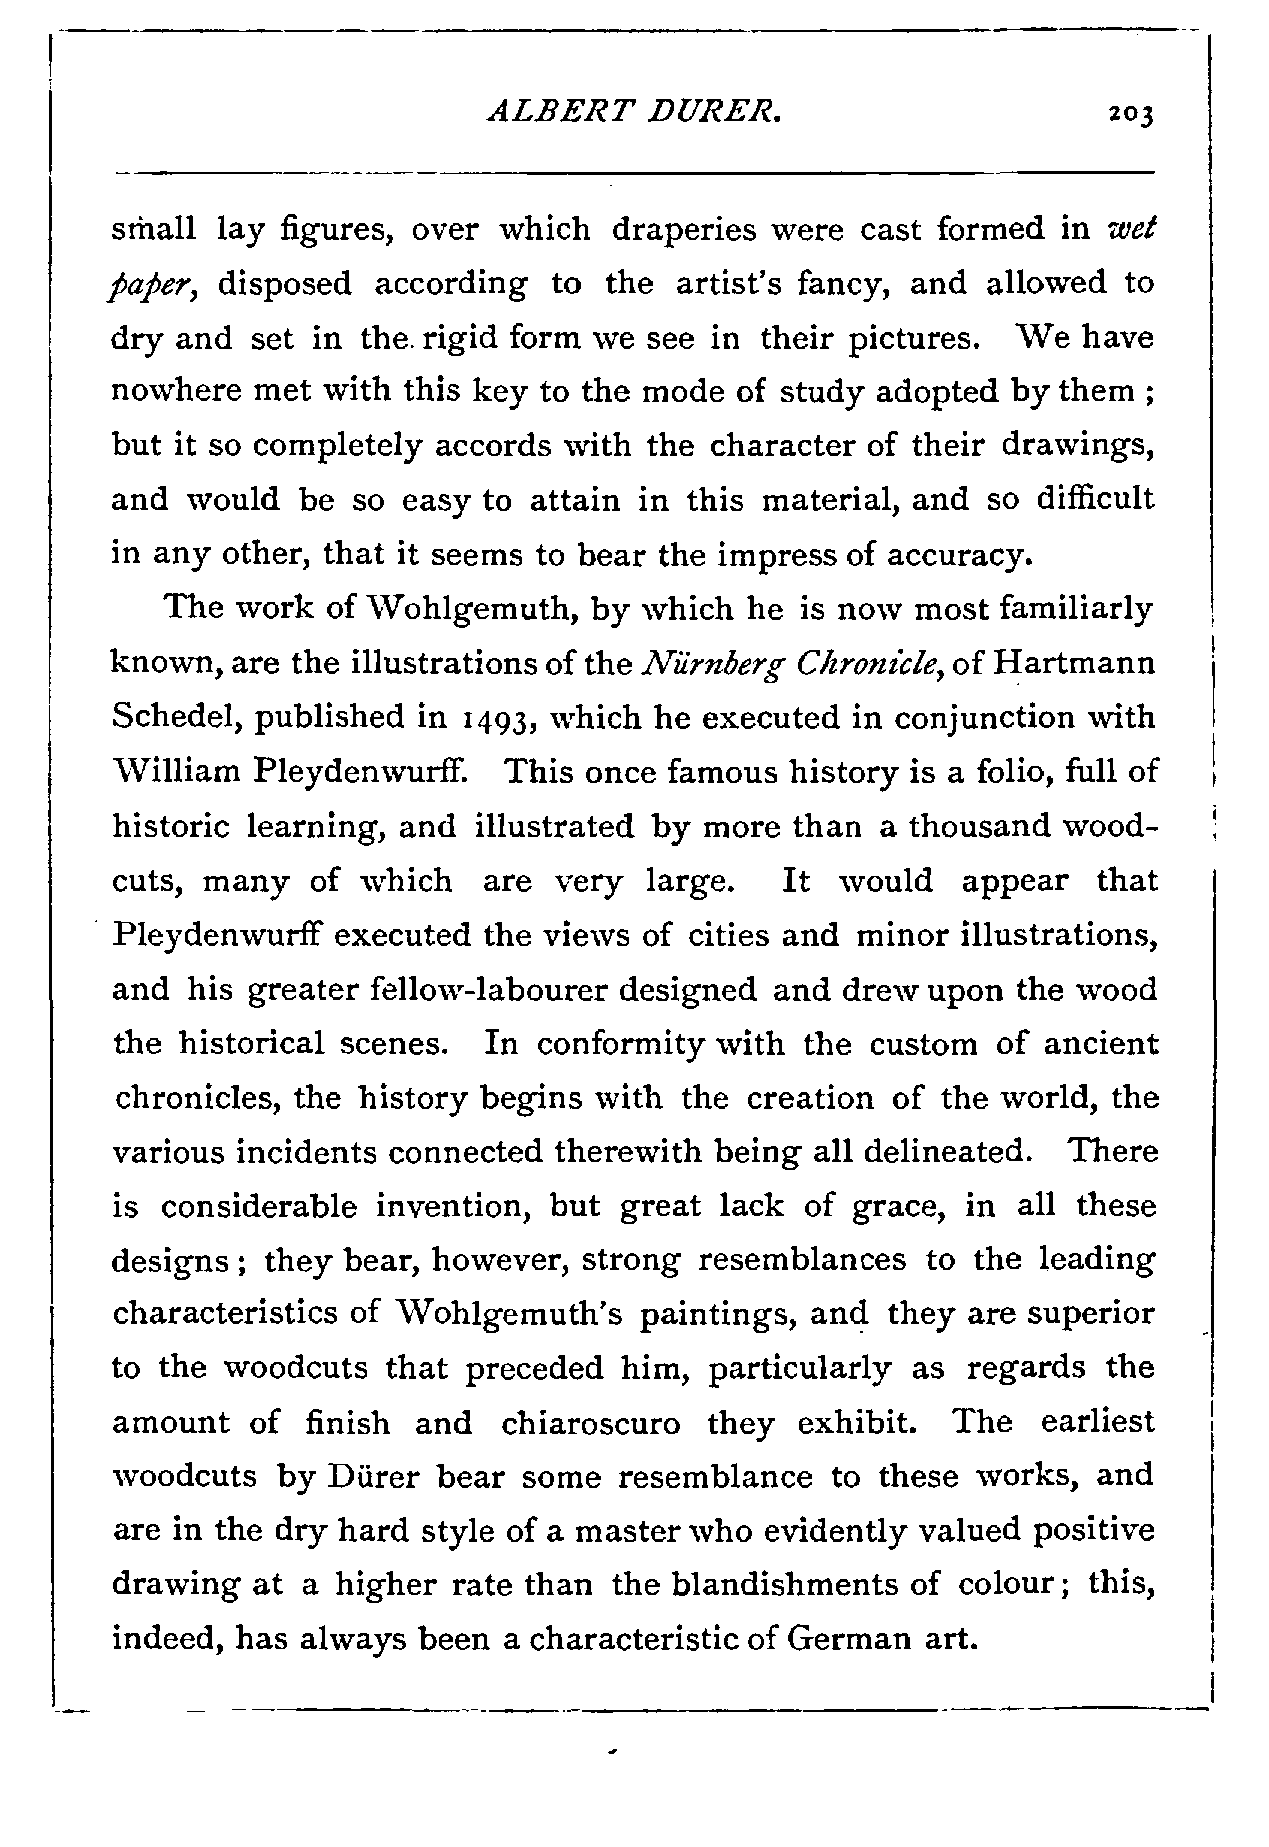 ALBERT DURER. 203
small lay figures, over which draperies were cast formed in wet
paper, disposed according to the artist's fancy, and allowed to
dry and set in the rigid form we see in their pictures. We have
nowhere met with this key to the mode of study adopted by them ;
but it so completely accords with the character of their drawings,
and would be so easy to attain in this material, and so difficult
in any other, that it seems to bear the impress of accuracy.
The work of Wohlgemuth, by which he is now most familiarly
known, are the illustrations of the Nürnberg Chronicle, of Hartmann
Schedel, published in 1493, which he executed in conjunction with
William Pleydenwurff. This once famous history is a folio, full of
historic learning, and illustrated by more than a thousand wood-
cuts, many of which are very large. It would appear that
Pleydenwurff executed the views of cities and minor illustrations,
and his greater fellow-labourer designed and drew upon the wood
the historical scenes. In conformity with the custom of ancient
chronicles, the history begins with the creation of the world, the
various incidents connected therewith being all delineated. There
is considerable invention, but great lack of grace, in all these
designs ; they bear, however, strong resemblances to the leading
characteristics of Wohlgemuth's paintings, and they are superior
to the woodcuts that preceded him, particularly as regards the
amount of finish and chiaroscuro they exhibit. The earliest
woodcuts by Dürer bear some resemblance to these works, and
are in the dry hard style of a master who evidently valued positive
drawing at a higher rate than the blandishments of colour ; this,
indeed, has always been a characteristic of German art.